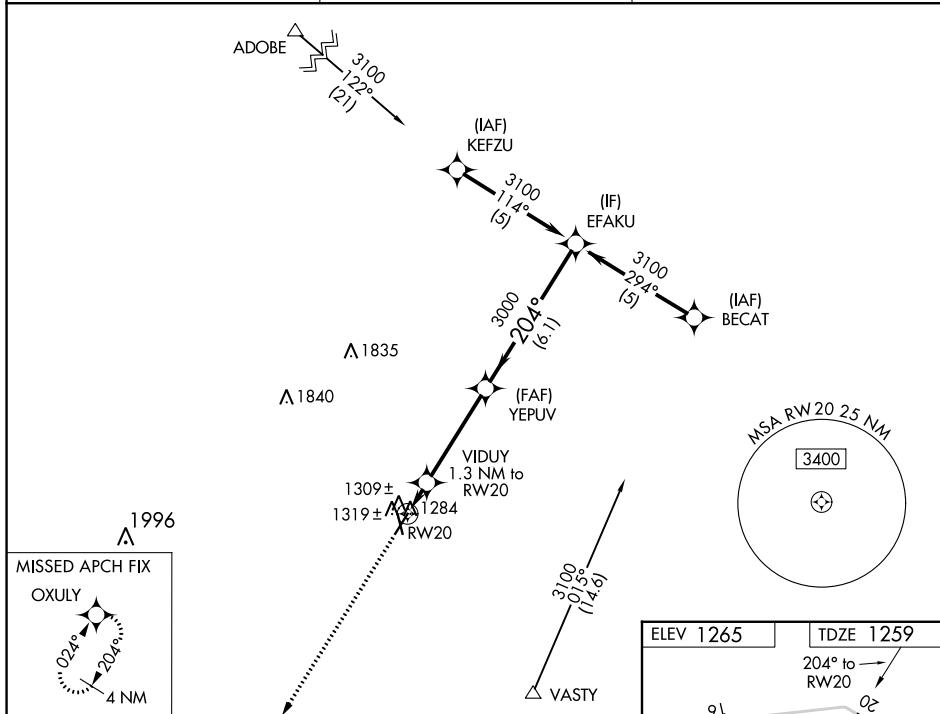 ADOBE
3100
122°
(21)
(IAF)
KEFZU
3100
114°
(5)
(IF)
EFAKU
3100
294°
(5)
(IAF)
BECAT
3000
204°
(6.1)
1835
1840
(FAF)
YEPUV
MSA RW20 25 NM
3400
VIDUY
1.3 NM to
RW20
1309±
1319±
1284
RW20
1996
MISSED APCH FIX
OXULY
024°
204°
4 NM
3100
015°
(14.6)
VASTY
ELEV 1265
TDZE 1259
204° to
RW20
20
16